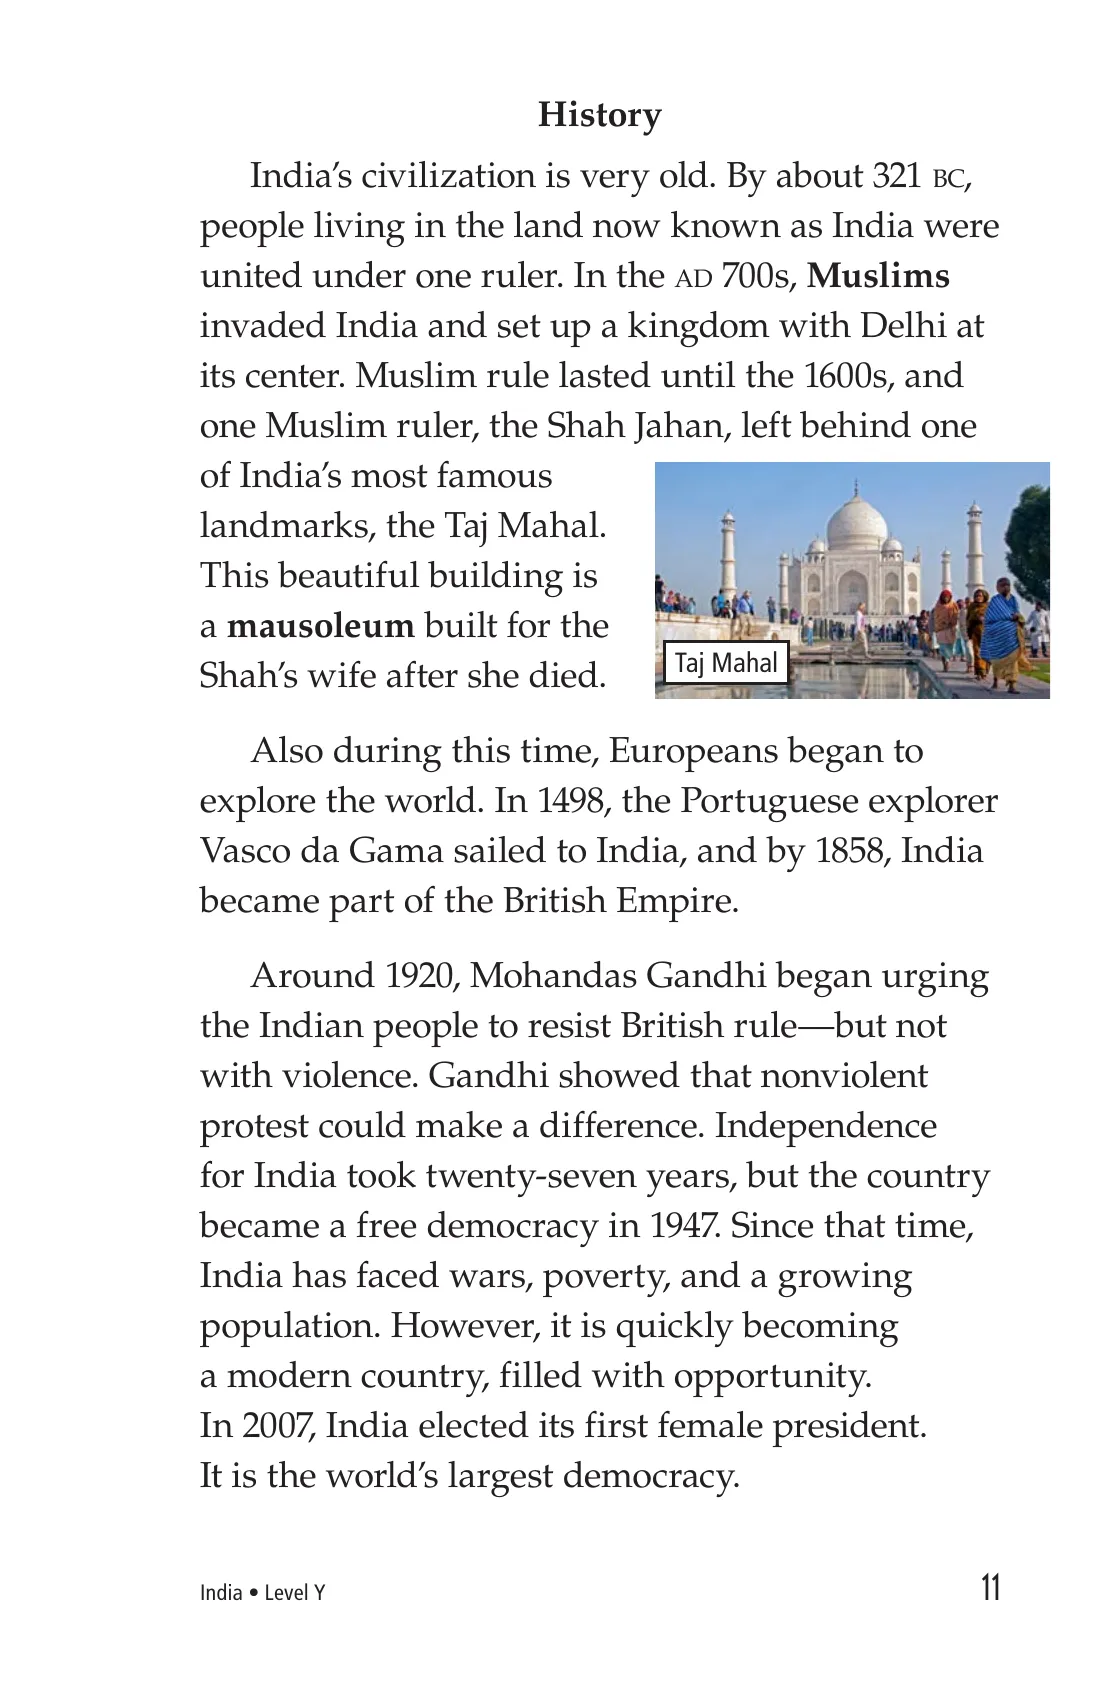 History
India’s civilization is very old. By about 321 BC,
people living in the land now known as India were
united under one ruler. In the AD 700s, Muslims
invaded India and set up a kingdom with Delhi at
its center. Muslim rule lasted until the 1600s, and
one Muslim ruler, the Shah Jahan, left behind one
of India’s most famous
landmarks, the Taj Mahal.
This beautiful building is
a mausoleum built for the
Shah’s wife after she died.
Taj Mahal
Also during this time, Europeans began to
explore the world. In 1498, the Portuguese explorer
Vasco da Gama sailed to India, and by 1858, India
became part of the British Empire.
Around 1920, Mohandas Gandhi began urging
the Indian people to resist British rule—but not
with violence. Gandhi showed that nonviolent
protest could make a difference. Independence
for India took twenty-seven years, but the country
became a free democracy in 1947. Since that time,
India has faced wars, poverty, and a growing
population. However, it is quickly becoming
a modern country, filled with opportunity.
In 2007, India elected its first female president.
It is the world’s largest democracy.
India • Level Y
11